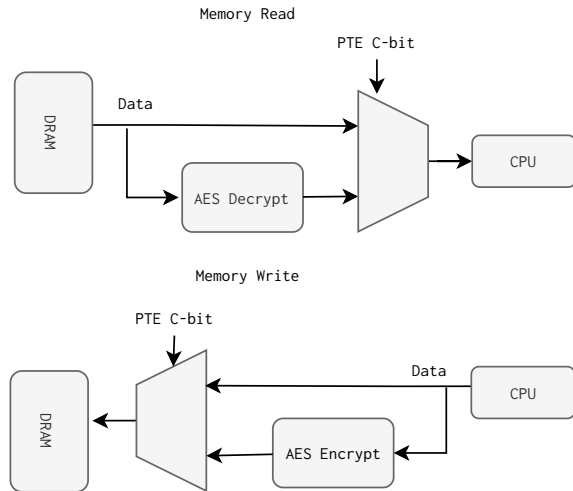 Memory Read
PTE C-bit
Data
DRAM
AES Decrypt
CPU
Memory Write
PTE C-bit
Data
DRAM
CPU
AES Encrypt